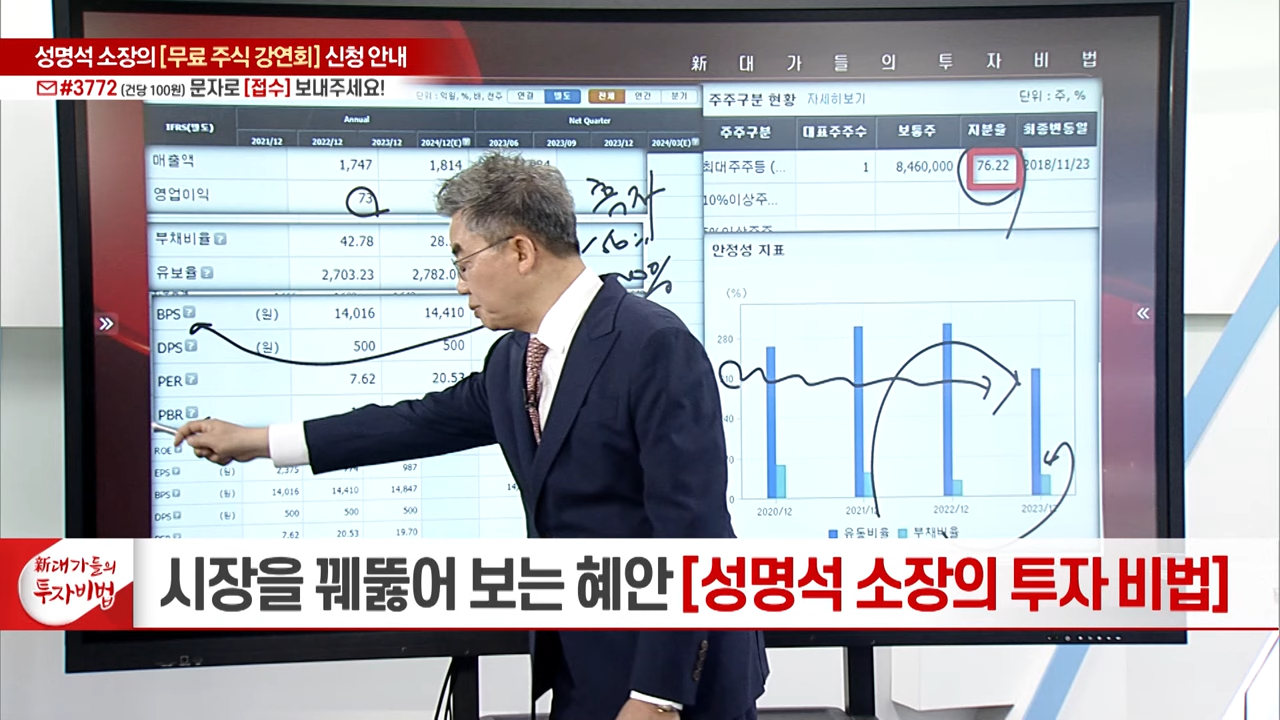 성명석 소장의 [무료 주식 강연회] 신청 안내
#3772 (건당 100원) 문자로 [접수] 보내주세요!
新 대 가 들 의 투 자 비 법
단위 : 억원, %, 배, 천주 연결 별도 전체 연간 분기
IFRS(별도) Annual Net Quarter
2021/12 2022/12 2023/12 2024/12(E) 2023/06 2023/09 2023/12 2024/03(E)
매출액 1,747 1,814
영업이익 73
흑자
부채비율 42.78 28.
유보율 2,703.23 2,782.0
BPS (원) 14,016 14,410
DPS (원) 500 500
PER 7.62 20.53
PBR
ROE
EPS (원) 2,375 774 987
BPS (원) 14,016 14,410 14,847
DPS (원) 500 500 500
7.62 20.53 19.70
주주구분 현황 자세히보기 단위 : 주, %
주주구분 대표주주수 보통주 지분율 최종변동일
최대주주등 (... 1 8,460,000 76.22 2018/11/23
10%이상주...
안정성 지표
(%)
280
2020/12 2021/12 2022/12 2023/12
유동비율 부채비율
新대가들의
투자비법
시장을 꿰뚫어 보는 혜안 [성명석 소장의 투자 비법]